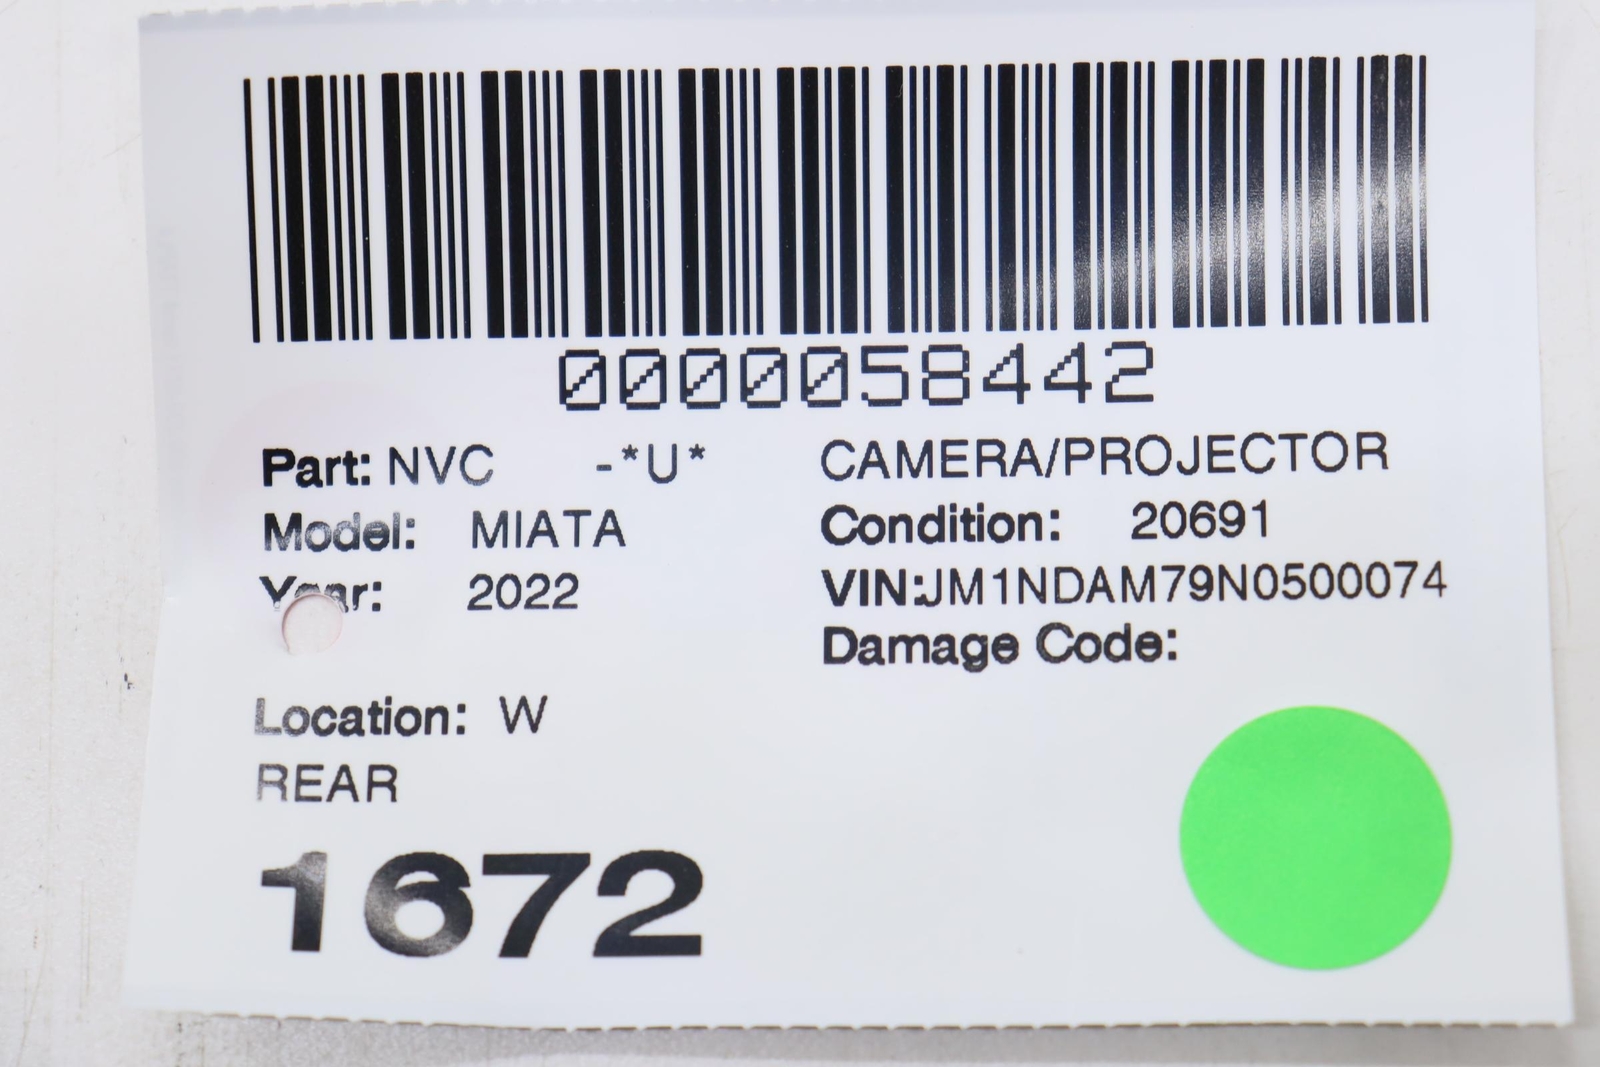 0000058442
Part: NVC -*U* CAMERA/PROJECTOR
Model: MIATA Condition: 20691
Year: 2022 VIN:JM1NDAM79N0500074
Damage Code:
Location: W
REAR
1672